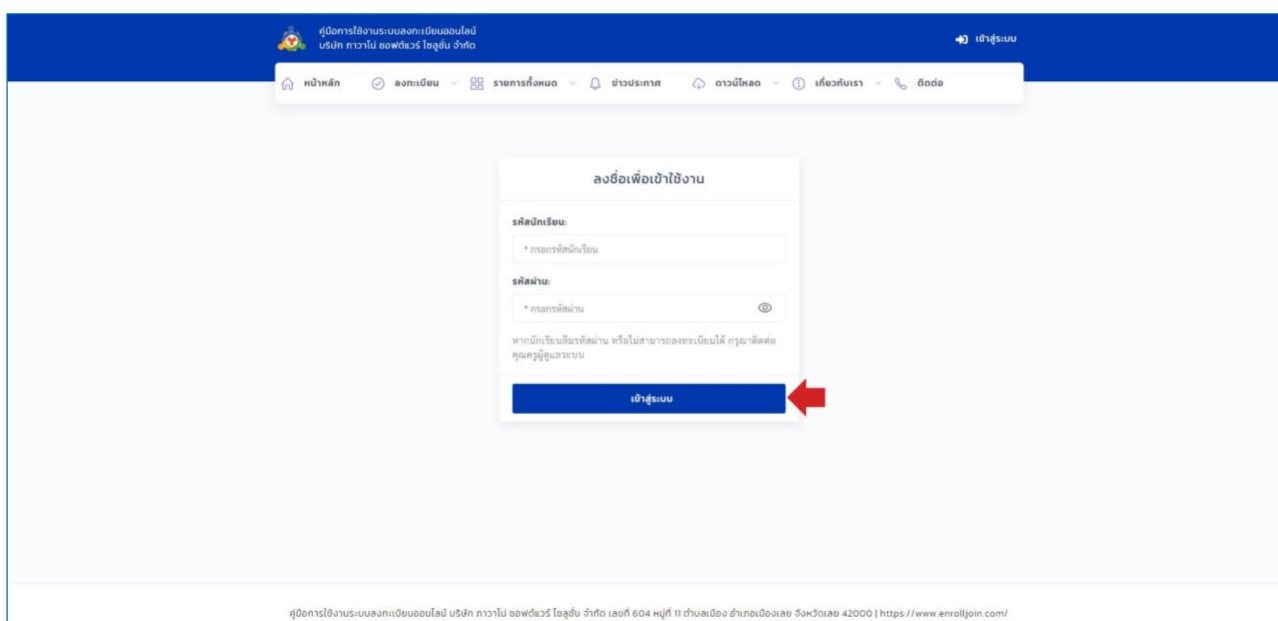 คู่มือการใช้งานระบบลงทะเบียนออนไลน์
บริษัท ภาวาโน่ ซอฟต์แวร์ โซลูชั่น จำกัด
เข้าสู่ระบบ
หน้าหลัก ลงทะเบียน รายการทั้งหมด ข่าวประกาศ ดาวน์โหลด เกี่ยวกับเรา ติดต่อ
ลงชื่อเพื่อเข้าใช้งาน
รหัสนักเรียน:
* กรอกรหัสนักเรียน
รหัสผ่าน:
* กรอกรหัสผ่าน
หากนักเรียนลืมรหัสผ่าน หรือไม่สามารถลงทะเบียนได้ กรุณาติดต่อ
คุณครูผู้ดูแลระบบ
เข้าสู่ระบบ
คู่มือการใช้งานระบบลงทะเบียนออนไลน์ บริษัท ภาวาโน่ ซอฟต์แวร์ โซลูชั่น จำกัด เลขที่ 604 หมู่ที่ 11 ตำบลเมือง อำเภอเมืองเลย จังหวัดเลย 42000 | https://www.enrolljoin.com/